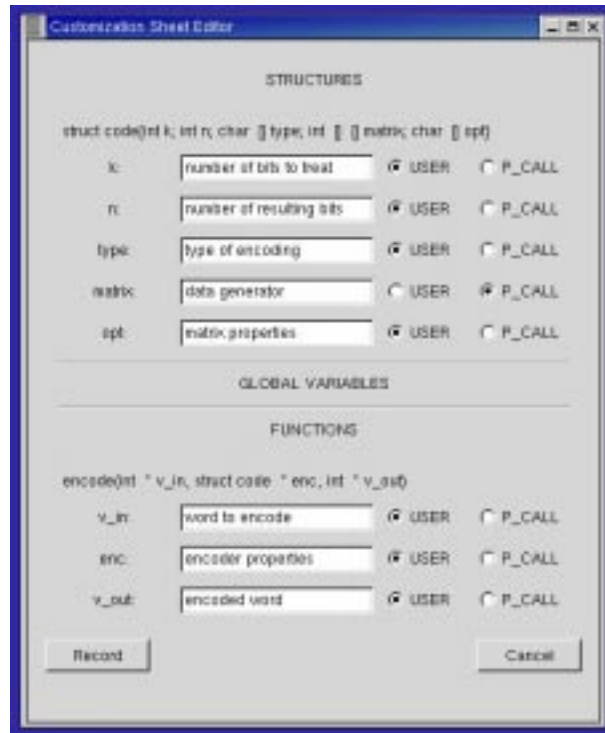 Customization Sheet Editor
STRUCTURES
struct code(int k; int n; char [] type; int [] [] matrix; char [] opt)
k: number of bits to treat USER P_CALL
n: number of resulting bits USER P_CALL
type: type of encoding USER P_CALL
matrix: data generator USER P_CALL
opt: matrix properties USER P_CALL
GLOBAL VARIABLES
FUNCTIONS
encode(int * v_in, struct code * enc, int * v_out)
v_in: word to encode USER P_CALL
enc: encoder properties USER P_CALL
v_out: encoded word USER P_CALL
Record Cancel